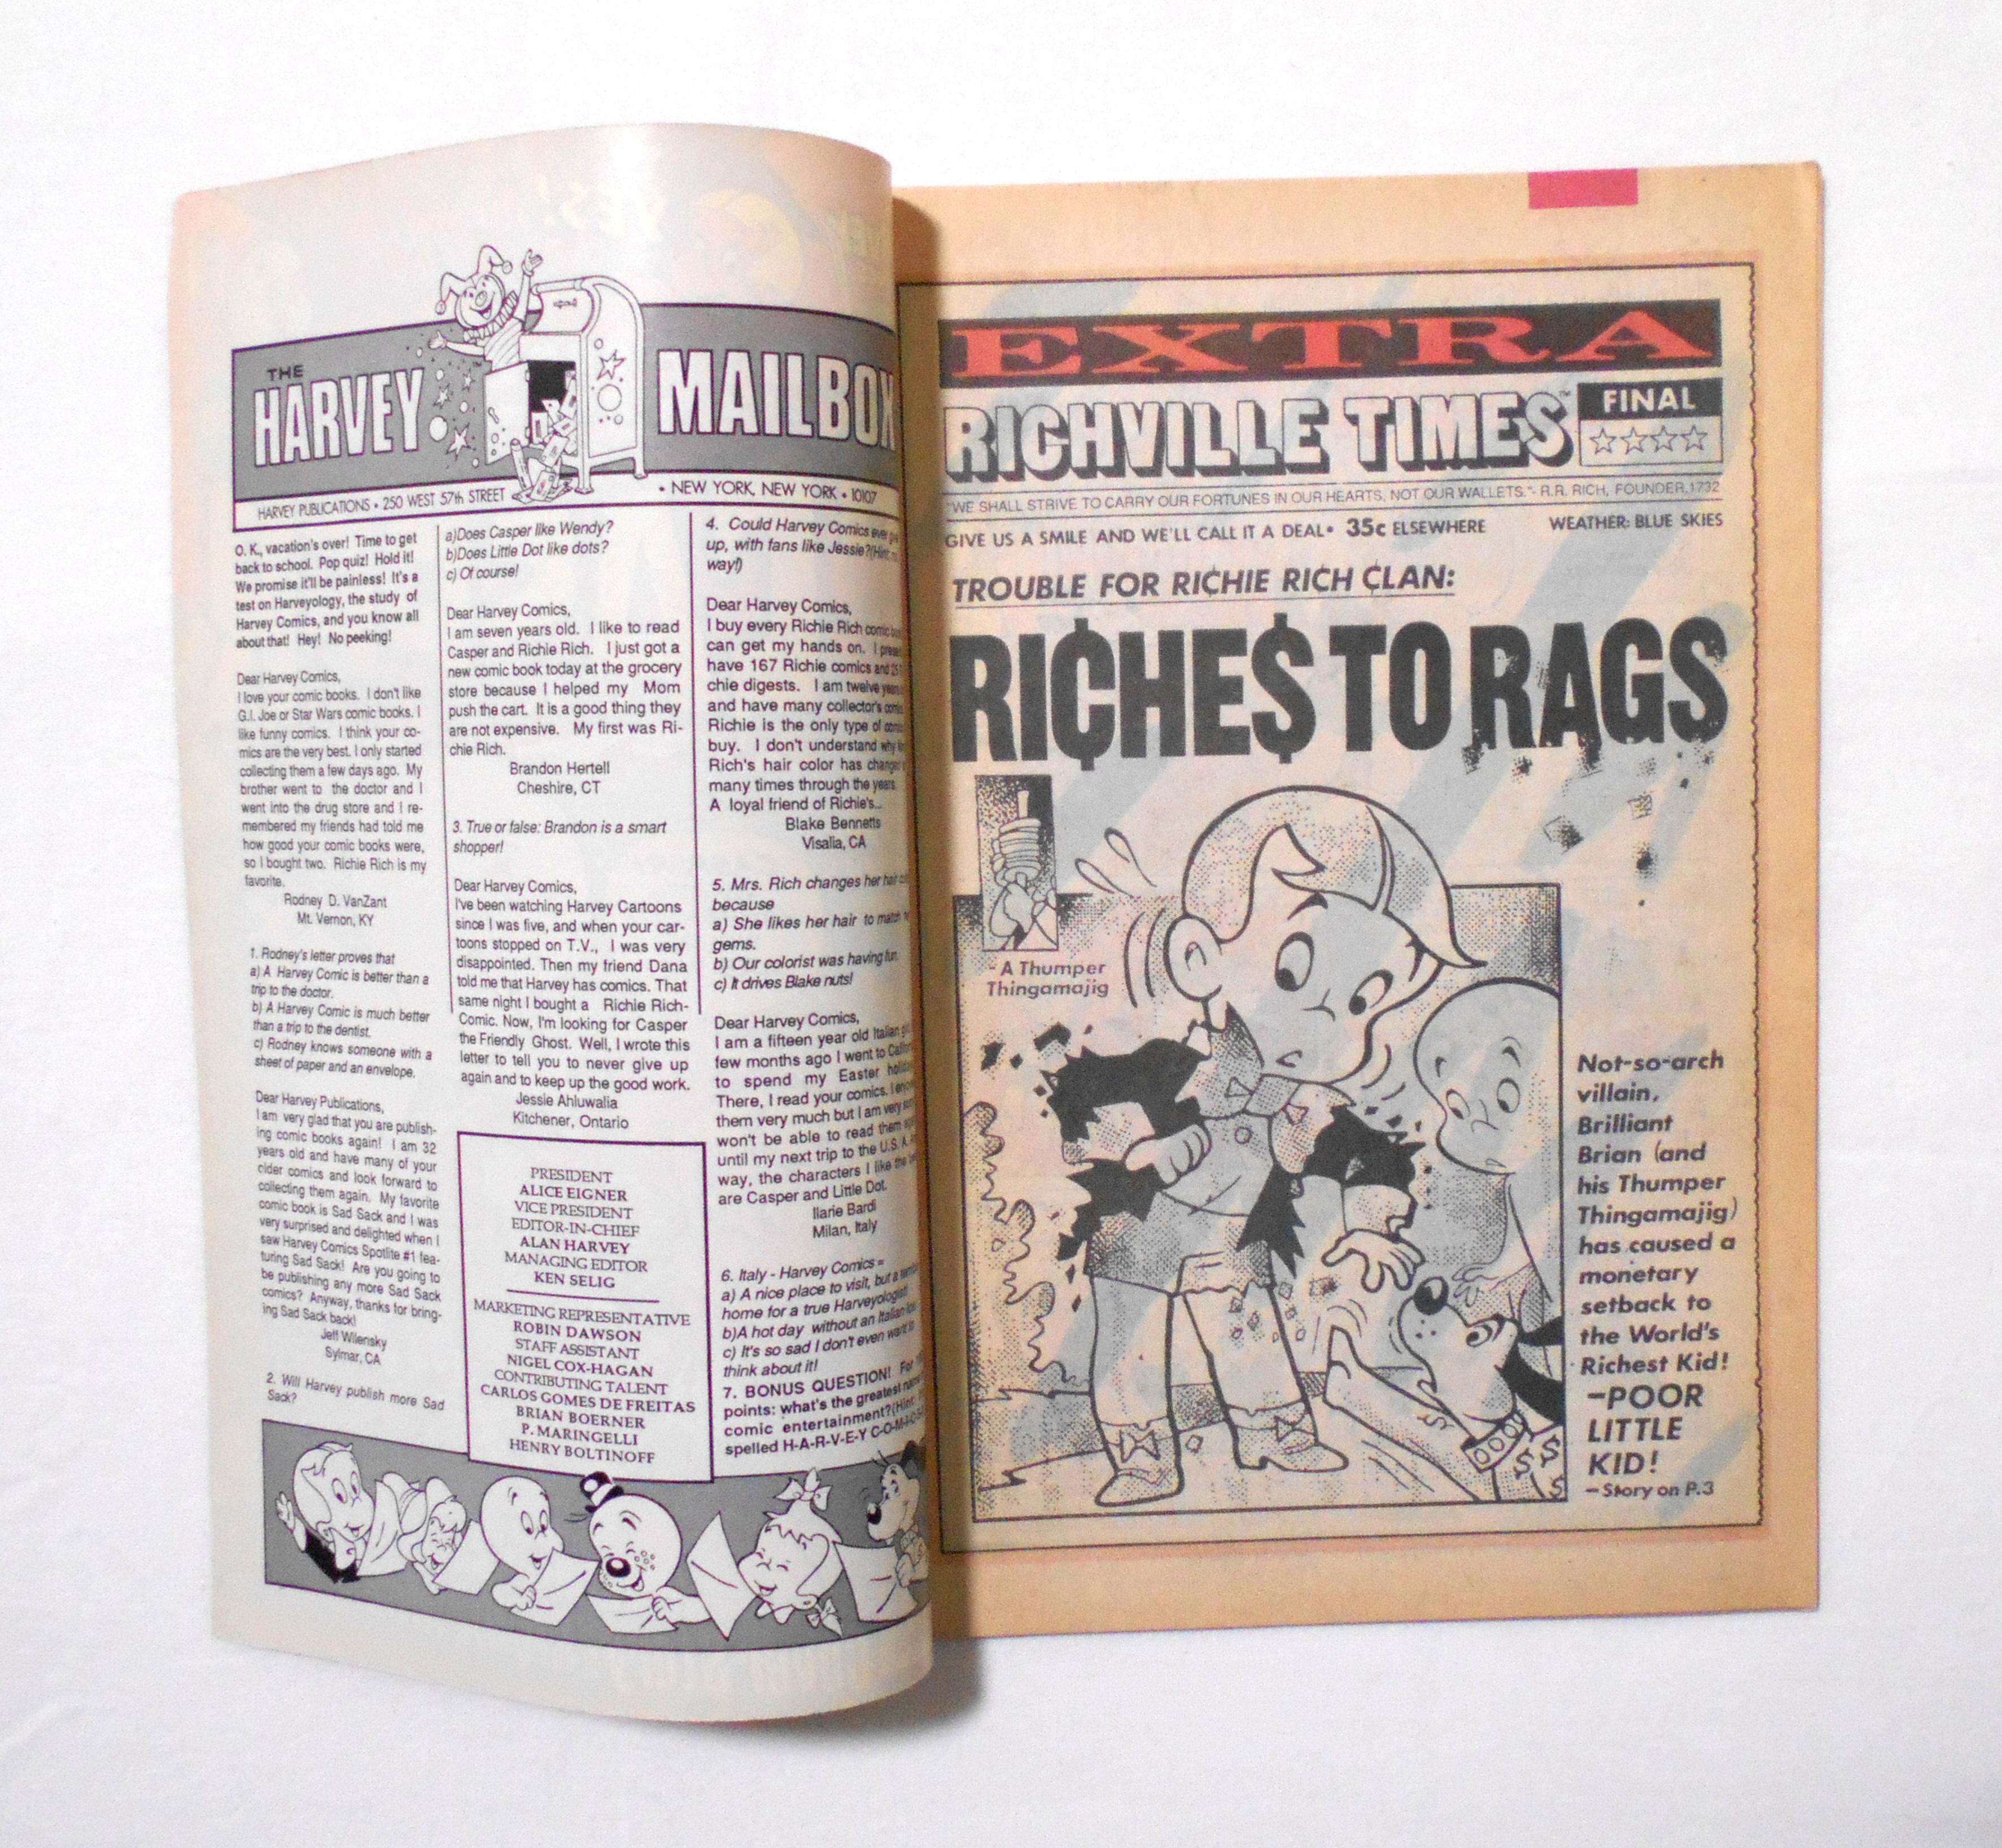 THE
HARVEY MAILBOX
HARVEY PUBLICATIONS • 250 WEST 57th STREET • NEW YORK, NEW YORK • 10107
O. K., vacation's over! Time to get
back to school. Pop quiz! Hold it!
We promise it'll be painless! It's a
test on Harveyology, the study of
Harvey Comics, and you know all
about that! Hey! No peeking!
Dear Harvey Comics,
I love your comic books. I don't like
G.I. Joe or Star Wars comic books. I
like funny comics. I think your co-
mics are the very best. I only started
collecting them a few days ago. My
brother went to the doctor and I
went into the drug store and I re-
membered my friends had told me
how good your comic books were,
so I bought two. Richie Rich is my
favorite.
Rodney D. VanZant
Mt. Vernon, KY
1. Rodney's letter proves that
a) A Harvey Comic is better than a
trip to the doctor.
b) A Harvey Comic is much better
than a trip to the dentist.
c) Rodney knows someone with a
sheet of paper and an envelope.
Dear Harvey Publications,
I am very glad that you are publish-
ing comic books again! I am 32
years old and have many of your
older comics and look forward to
collecting them again. My favorite
comic book is Sad Sack and I was
very surprised and delighted when I
saw Harvey Comics Spotlite #1 fea-
turing Sad Sack! Are you going to
be publishing any more Sad Sack
comics? Anyway, thanks for bring-
ing Sad Sack back!
Jeff Wilensky
Sylmar, CA
2. Will Harvey publish more Sad
Sack?
a)Does Casper like Wendy?
b)Does Little Dot like dots?
c) Of course!
Dear Harvey Comics,
I am seven years old. I like to read
Casper and Richie Rich. I just got a
new comic book today at the grocery
store because I helped my Mom
push the cart. It is a good thing they
are not expensive. My first was Ri-
chie Rich.
Brandon Hertell
Cheshire, CT
3. True or false: Brandon is a smart
shopper!
Dear Harvey Comics,
I've been watching Harvey Cartoons
since I was five, and when your car-
toons stopped on T.V., I was very
disappointed. Then my friend Dana
told me that Harvey has comics. That
same night I bought a Richie Rich-
Comic. Now, I'm looking for Casper
the Friendly Ghost. Well, I wrote this
letter to tell you to never give up
again and to keep up the good work.
Jessie Ahluwalia
Kitchener, Ontario
PRESIDENT
ALICE EIGNER
VICE PRESIDENT
EDITOR-IN-CHIEF
ALAN HARVEY
MANAGING EDITOR
KEN SELIG
MARKETING REPRESENTATIVE
ROBIN DAWSON
STAFF ASSISTANT
NIGEL COX-HAGAN
CONTRIBUTING TALENT
CARLOS GOMES DE FREITAS
BRIAN BOERNER
P. MARINGELLI
HENRY BOLTINOFF
4. Could Harvey Comics ever
up, with fans like Jessie?(Hint:
way!)
Dear Harvey Comics,
I buy every Richie Rich comic
can get my hands on. I
have 167 Richie comics and
chie digests. I am twelve years
and have many collector's
Richie is the only type of
buy. I don't understand why
Rich's hair color has changed
many times through the years.
A loyal friend of Richie's...
Blake Bennetts
Visalia, CA
5. Mrs. Rich changes her hair
because
a) She likes her hair to match
gems.
b) Our colorist was having fun.
c) It drives Blake nuts!
Dear Harvey Comics,
I am a fifteen year old Italian
few months ago I went to
to spend my Easter
There, I read your comics. I
them very much but I am very
won't be able to read them
until my next trip to the U.S.A.
way, the characters I like the
are Casper and Little Dot.
Ilarie Bardi
Milan, Italy
6. Italy - Harvey Comics =
a) A nice place to visit, but a
home for a true Harveyologist!
b)A hot day without an Italian
c) It's so sad I don't even want to
think about it!
7. BONUS QUESTION! For
points: what's the greatest name
comic entertainment?(Hint:
spelled H-A-R-V-E-Y C-O-M-I-C-S
EXTRA
RICHVILLE TIMES™
FINAL
"WE SHALL STRIVE TO CARRY OUR FORTUNES IN OUR HEARTS, NOT OUR WALLETS."- R.R. RICH, FOUNDER, 1732
GIVE US A SMILE AND WE'LL CALL IT A DEAL• 35c ELSEWHERE WEATHER: BLUE SKIES
TROUBLE FOR RI¢HIE RI¢H ¢LAN:
RI¢HE$ TO RAGS
- A Thumper
Thingamajig
Not-so-arch
villain,
Brilliant
Brian (and
his Thumper
Thingamajig)
has caused a
monetary
setback to
the World's
Richest Kid!
—POOR
LITTLE
KID!
—Story on P.3
$ $
$ $
$